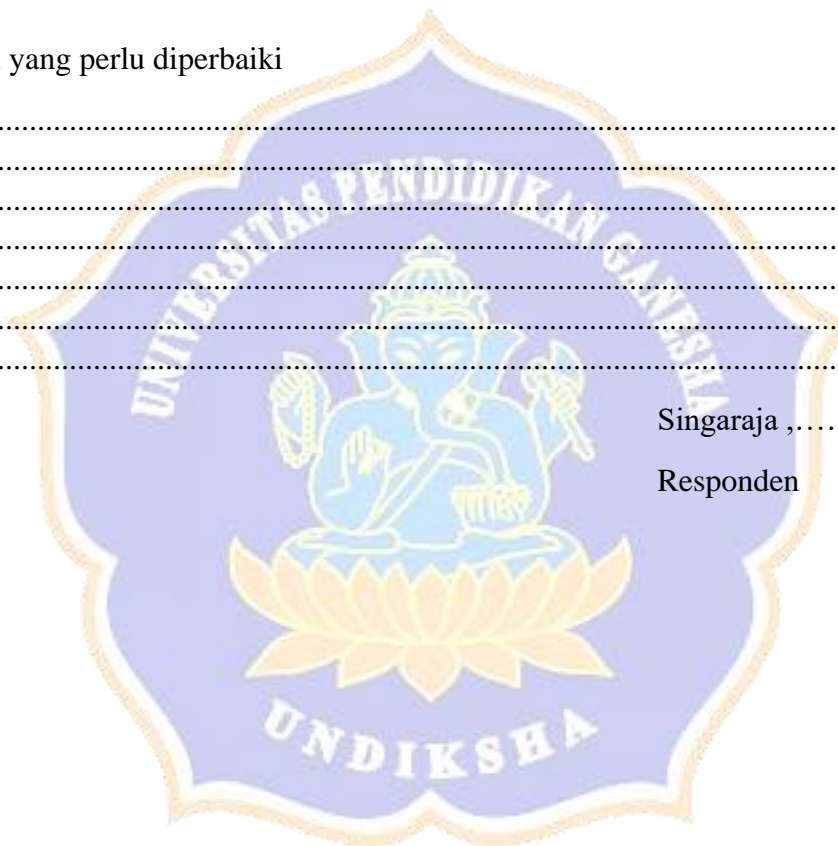 yang perlu diperbaiki
................................................................................................
................................................................................................
................................................................................................
................................................................................................
................................................................................................
................................................................................................
................................................................................................
UNIVERSITAS PENDIDIKAN GANESHA
Singaraja ,....
Responden
UNDIKSHA